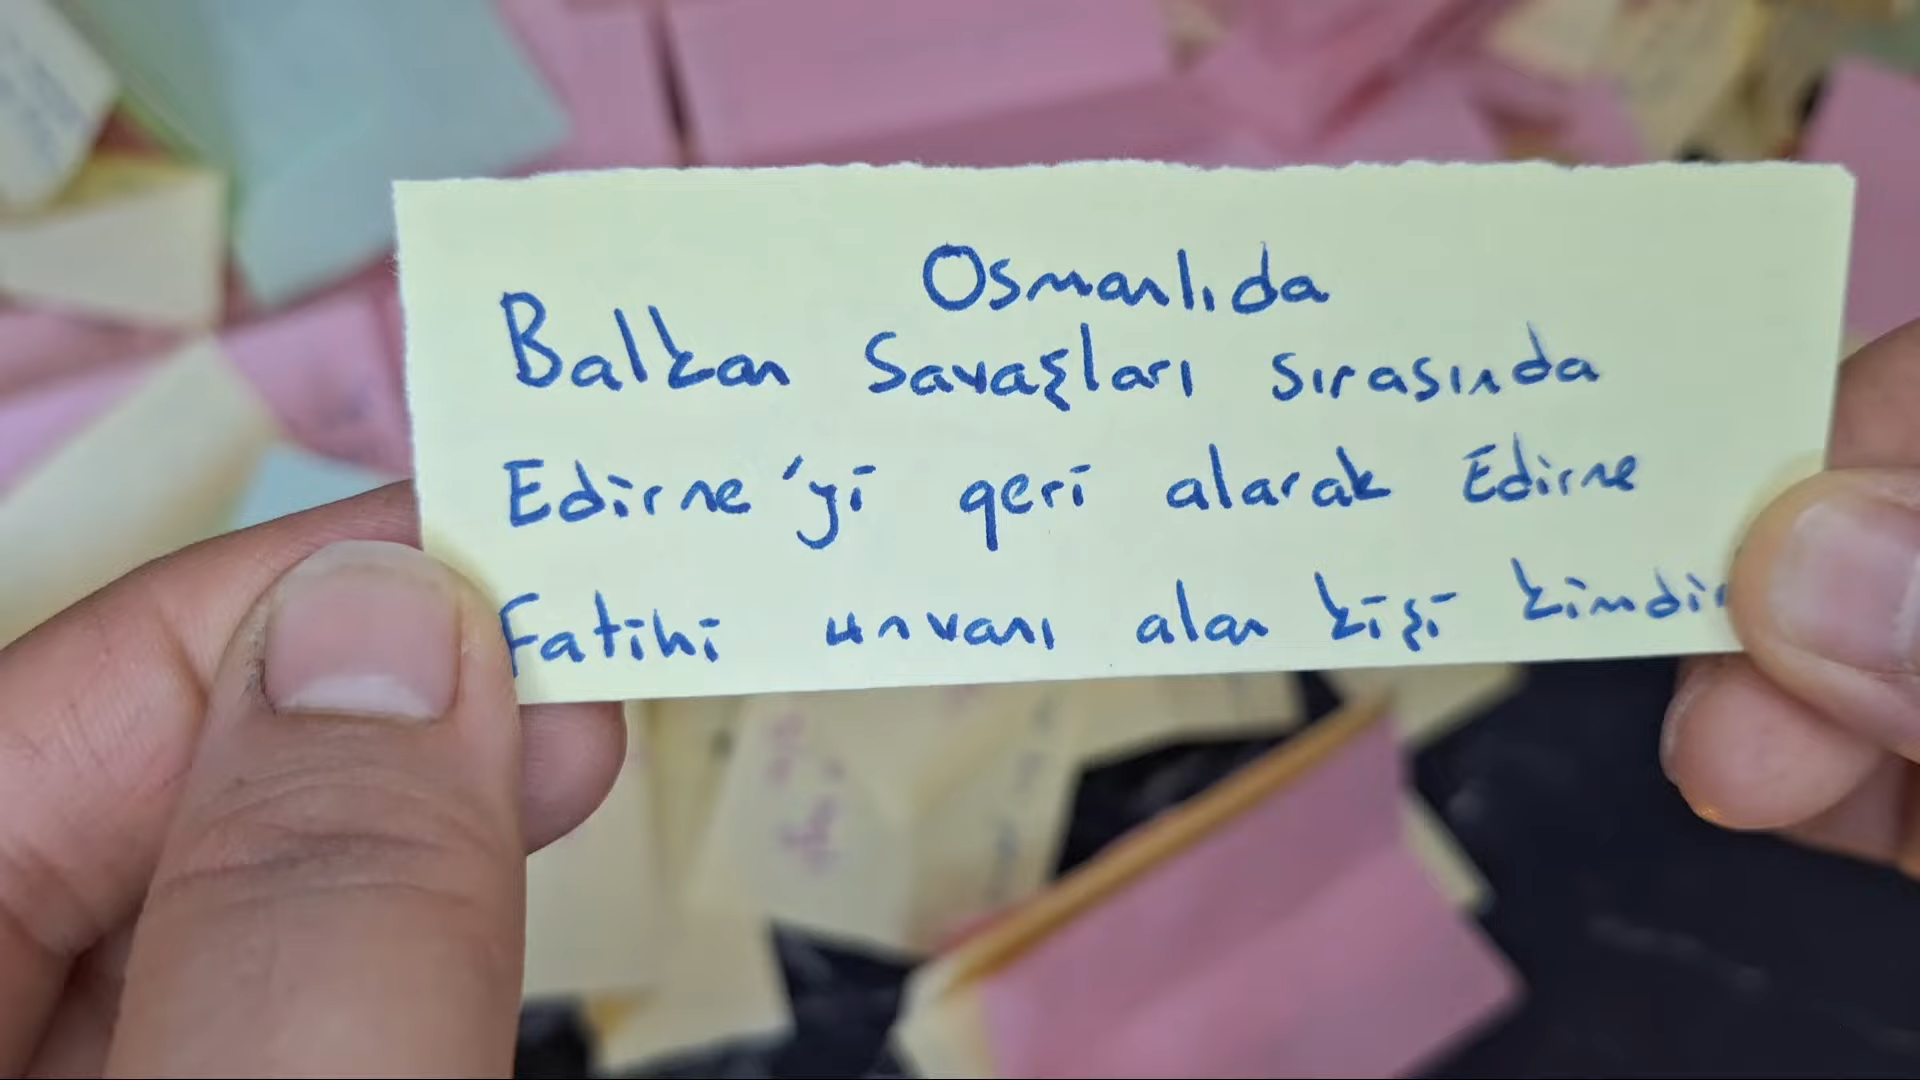 Osmanlıda
Balkan Savaşları sırasında
Edirne'yi geri alarak Edirne
Fatihi unvanı alan kişi kimdir